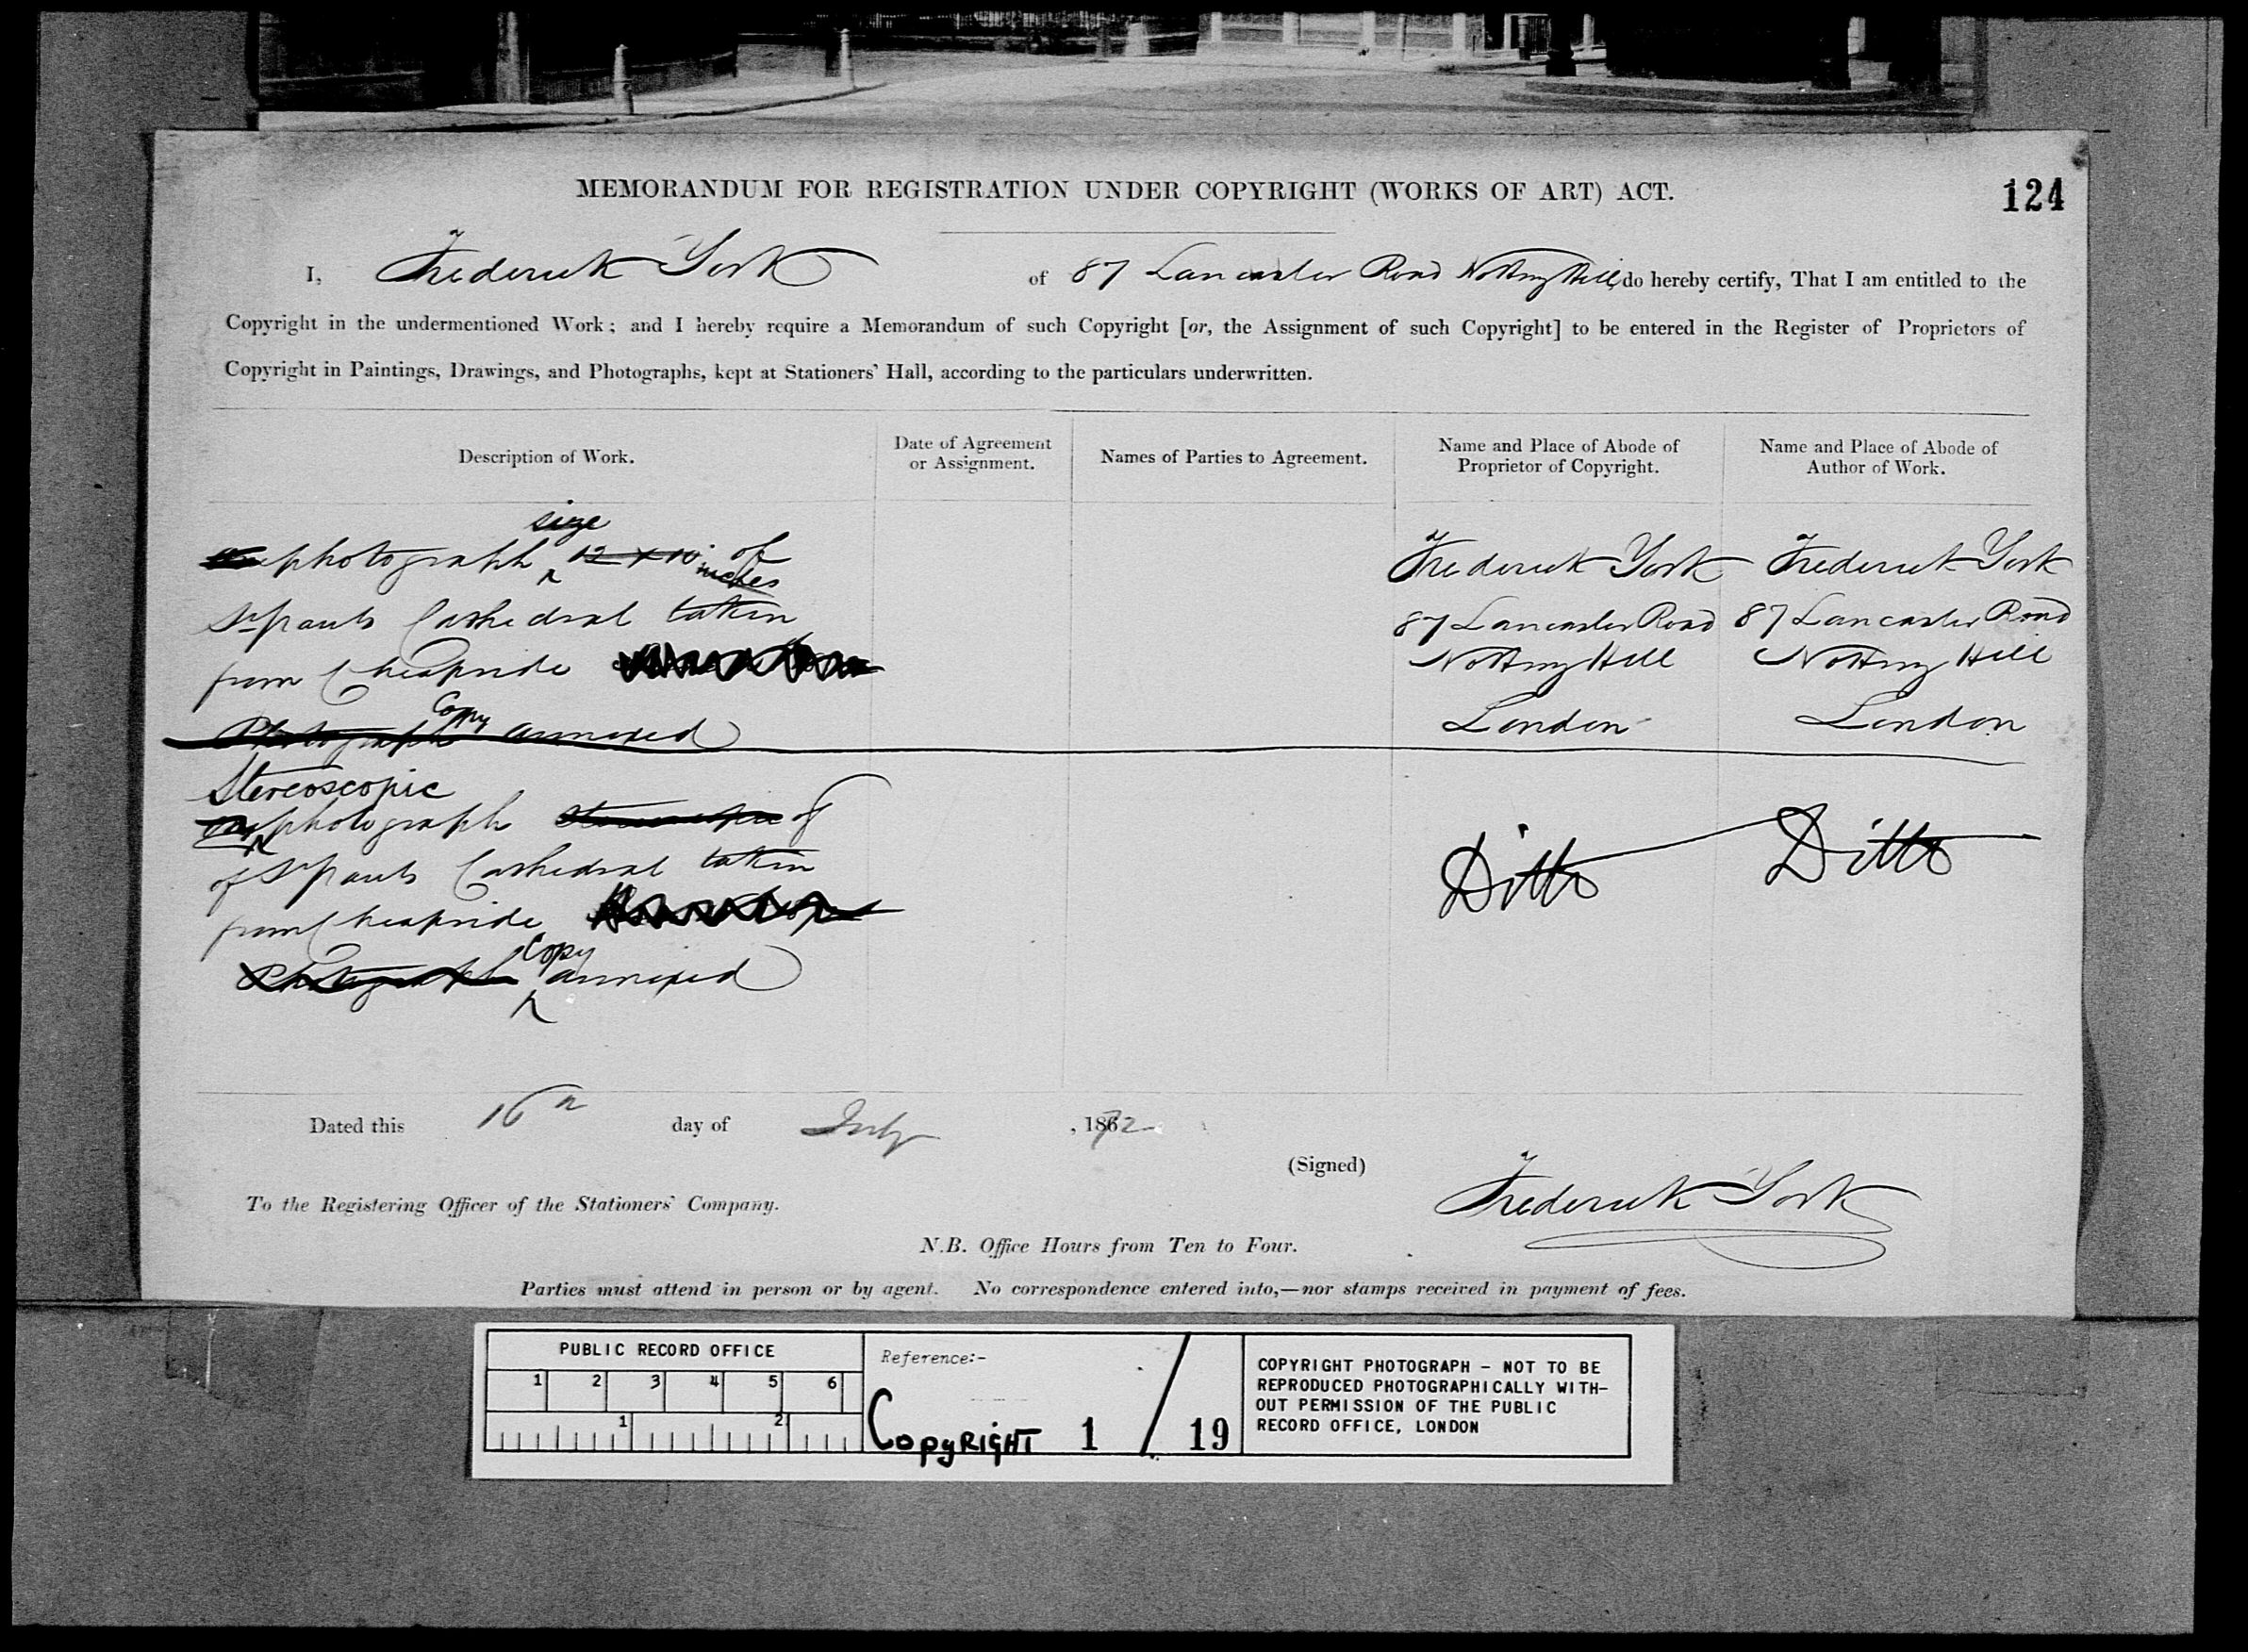 MEMORANDUM FOR REGISTRATION UNDER COPYRIGHT (WORKS OF ART) ACT.
124
I, Frederick York of 87 Lancaster Road Notting Hill, do hereby certify, That I am entitled to the
Copyright in the undermentioned Work; and I hereby require a Memorandum of such Copyright [or, the Assignment of such Copyright] to be entered in the Register of Proprietors of
Copyright in Paintings, Drawings, and Photographs, kept at Stationers' Hall, according to the particulars underwritten.
Description of Work.
Date of Agreement
or Assignment.
Names of Parties to Agreement.
Name and Place of Abode of
Proprietor of Copyright.
Name and Place of Abode of
Author of Work.
size
photograph 12 x 10 of
inches
St Pauls Cathedral taken
from Cheapside
Copy
Photograph annexed
Frederick York
87 Lancaster Road
Notting Hill
London
Frederick York
87 Lancaster Road
Notting Hill
London
Stereoscopic
photograph Stereoscopic of
of St Pauls Cathedral taken
from Cheapside
Copy
Photograph annexed
Ditto
Ditto
Dated this 16th day of July, 1872
(Signed)
Frederick York
To the Registering Officer of the Stationers' Company.
N.B. Office Hours from Ten to Four.
Parties must attend in person or by agent. No correspondence entered into,—nor stamps received in payment of fees.
PUBLIC RECORD OFFICE
1 2 3 4 5 6
1 2
Reference:-
COPYRIGHT 1 / 19
COPYRIGHT PHOTOGRAPH - NOT TO BE
REPRODUCED PHOTOGRAPHICALLY WITH-
OUT PERMISSION OF THE PUBLIC
RECORD OFFICE, LONDON